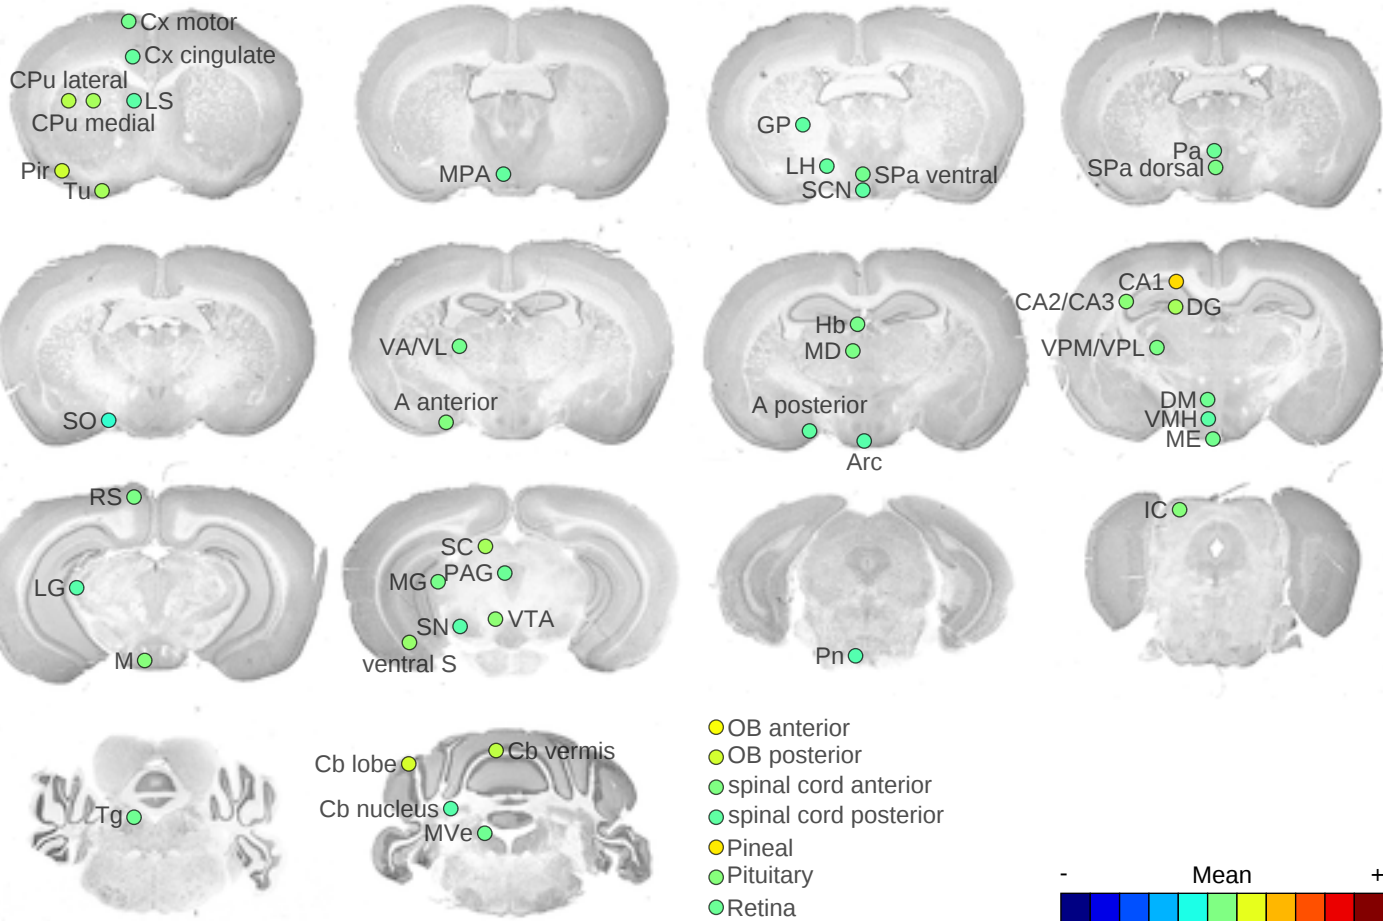 Cx motor
Cx cingulate
CPu lateral
LS
CPu medial
Pir
Tu
MPA
GP
LH
SPa ventral
SCN
Pa
SPa dorsal
SO
VA/VL
A anterior
Hb
MD
A posterior
Arc
CA1
CA2/CA3
DG
VPM/VPL
DM
VMH
ME
RS
LG
M
SC
MG
PAG
SN
VTA
ventral S
Pn
IC
Tg
Cb lobe
Cb vermis
Cb nucleus
MVe
OB anterior
OB posterior
spinal cord anterior
spinal cord posterior
Pineal
Pituitary
Retina
- Mean +